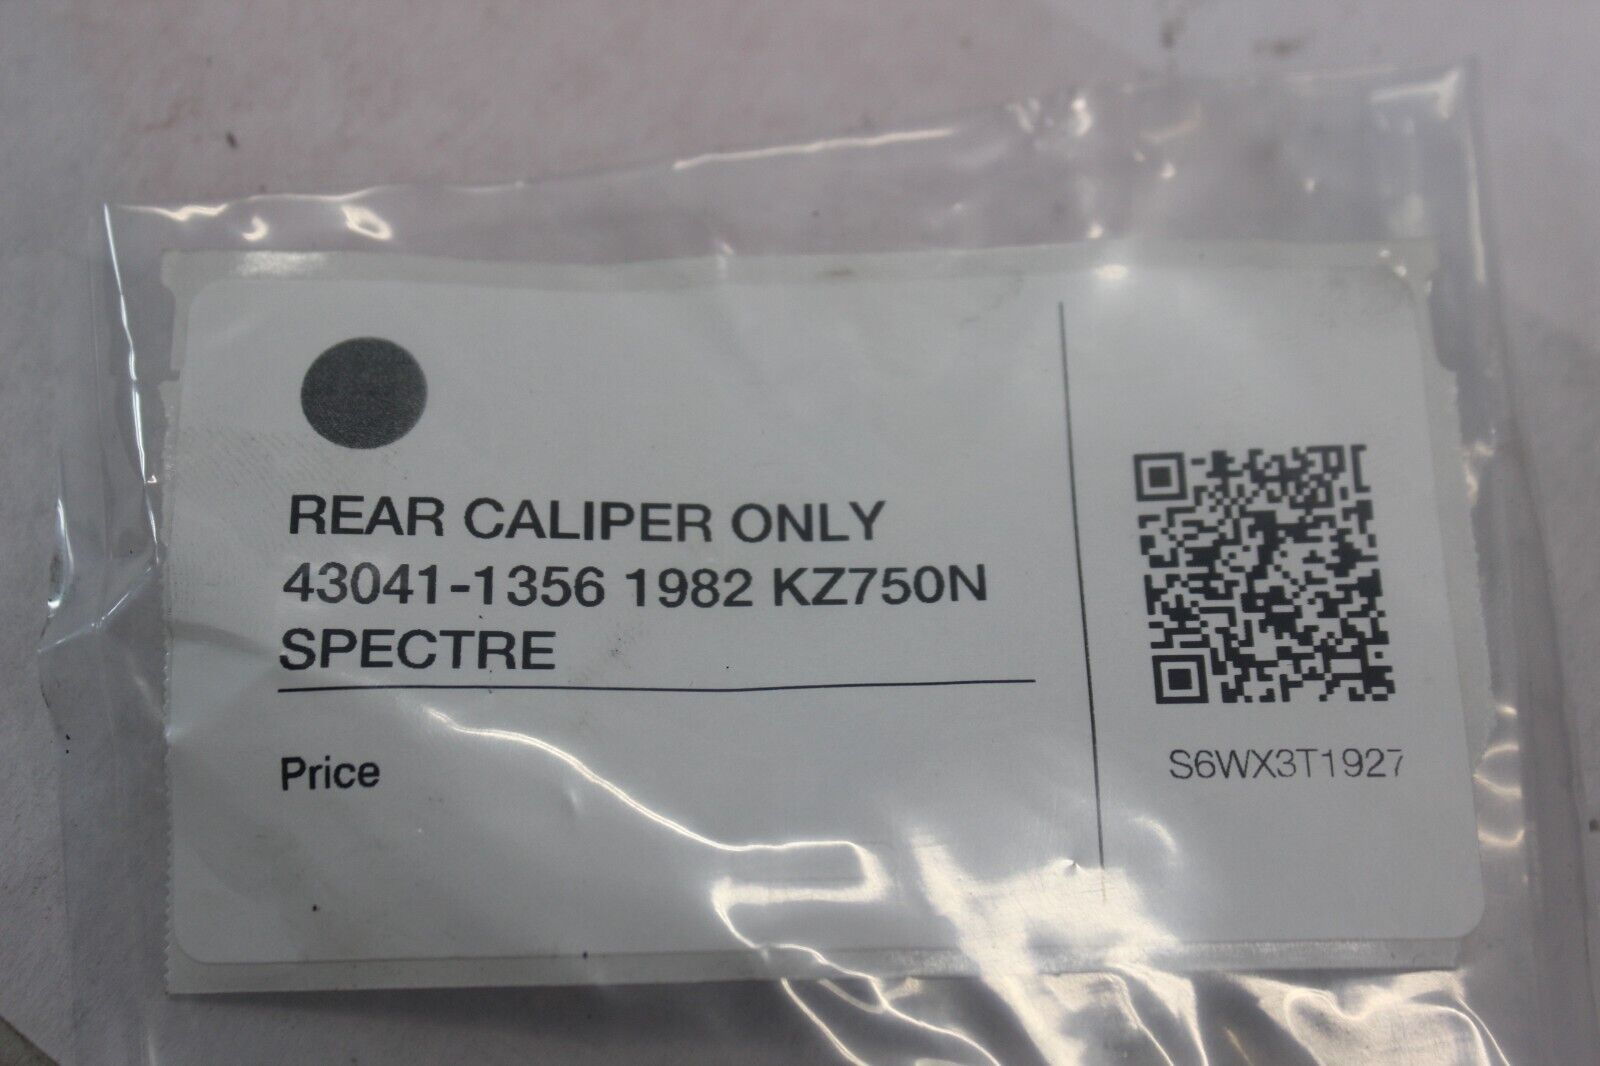 REAR CALIPER ONLY
43041-1356 1982 KZ750N
SPECTRE
Price
S6WX3T1927